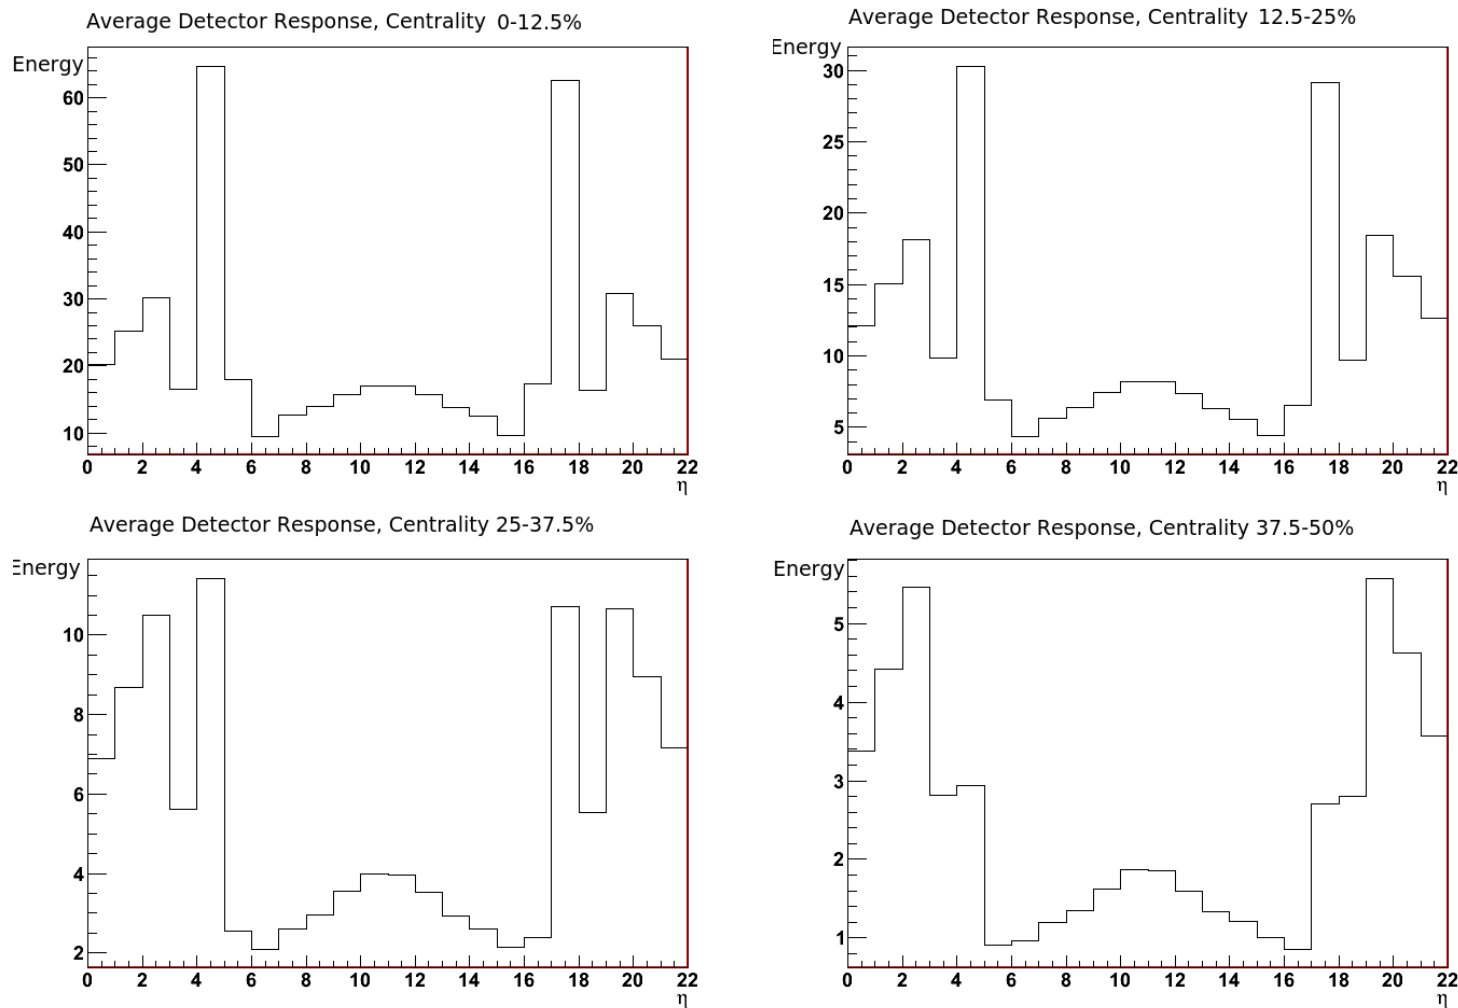 Average Detector Response, Centrality 0-12.5%
Energy
60
50
40
30
20
10
0 2 4 6 8 10 12 14 16 18 20 22
η
Average Detector Response, Centrality 12.5-25%
Energy
30
25
20
15
10
5
0 2 4 6 8 10 12 14 16 18 20 22
η
Average Detector Response, Centrality 25-37.5%
Energy
10
8
6
4
2
0 2 4 6 8 10 12 14 16 18 20 22
η
Average Detector Response, Centrality 37.5-50%
Energy
5
4
3
2
1
0 2 4 6 8 10 12 14 16 18 20 22
η